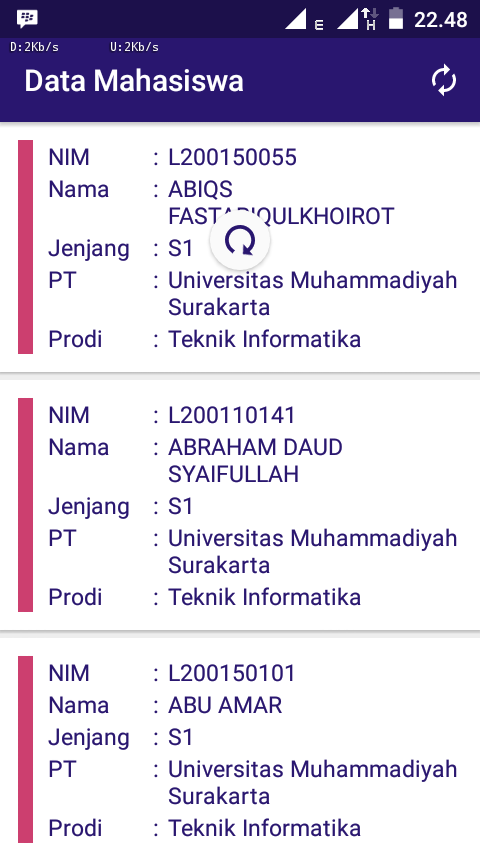 E H 22.48
D:2Kb/s U:2Kb/s
Data Mahasiswa
NIM : L200150055
Nama : ABIQS
Jenjang : S1
PT : Universitas Muhammadiyah
Surakarta
Prodi : Teknik Informatika
NIM : L200110141
Nama : ABRAHAM DAUD
SYAIFULLAH
Jenjang : S1
PT : Universitas Muhammadiyah
Surakarta
Prodi : Teknik Informatika
NIM : L200150101
Nama : ABU AMAR
Jenjang : S1
PT : Universitas Muhammadiyah
Surakarta
Prodi : Teknik Informatika